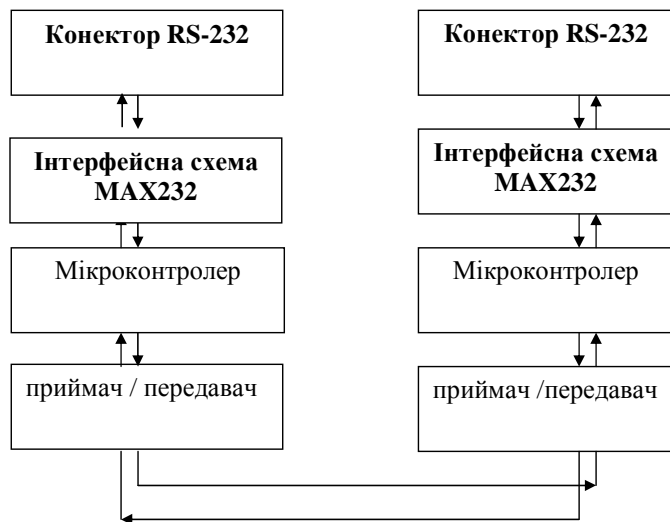 Конектор RS-232
Інтерфейсна схема
MAX232
Мікроконтролер
приймач / передавач
Конектор RS-232
Інтерфейсна схема
MAX232
Мікроконтролер
приймач /передавач